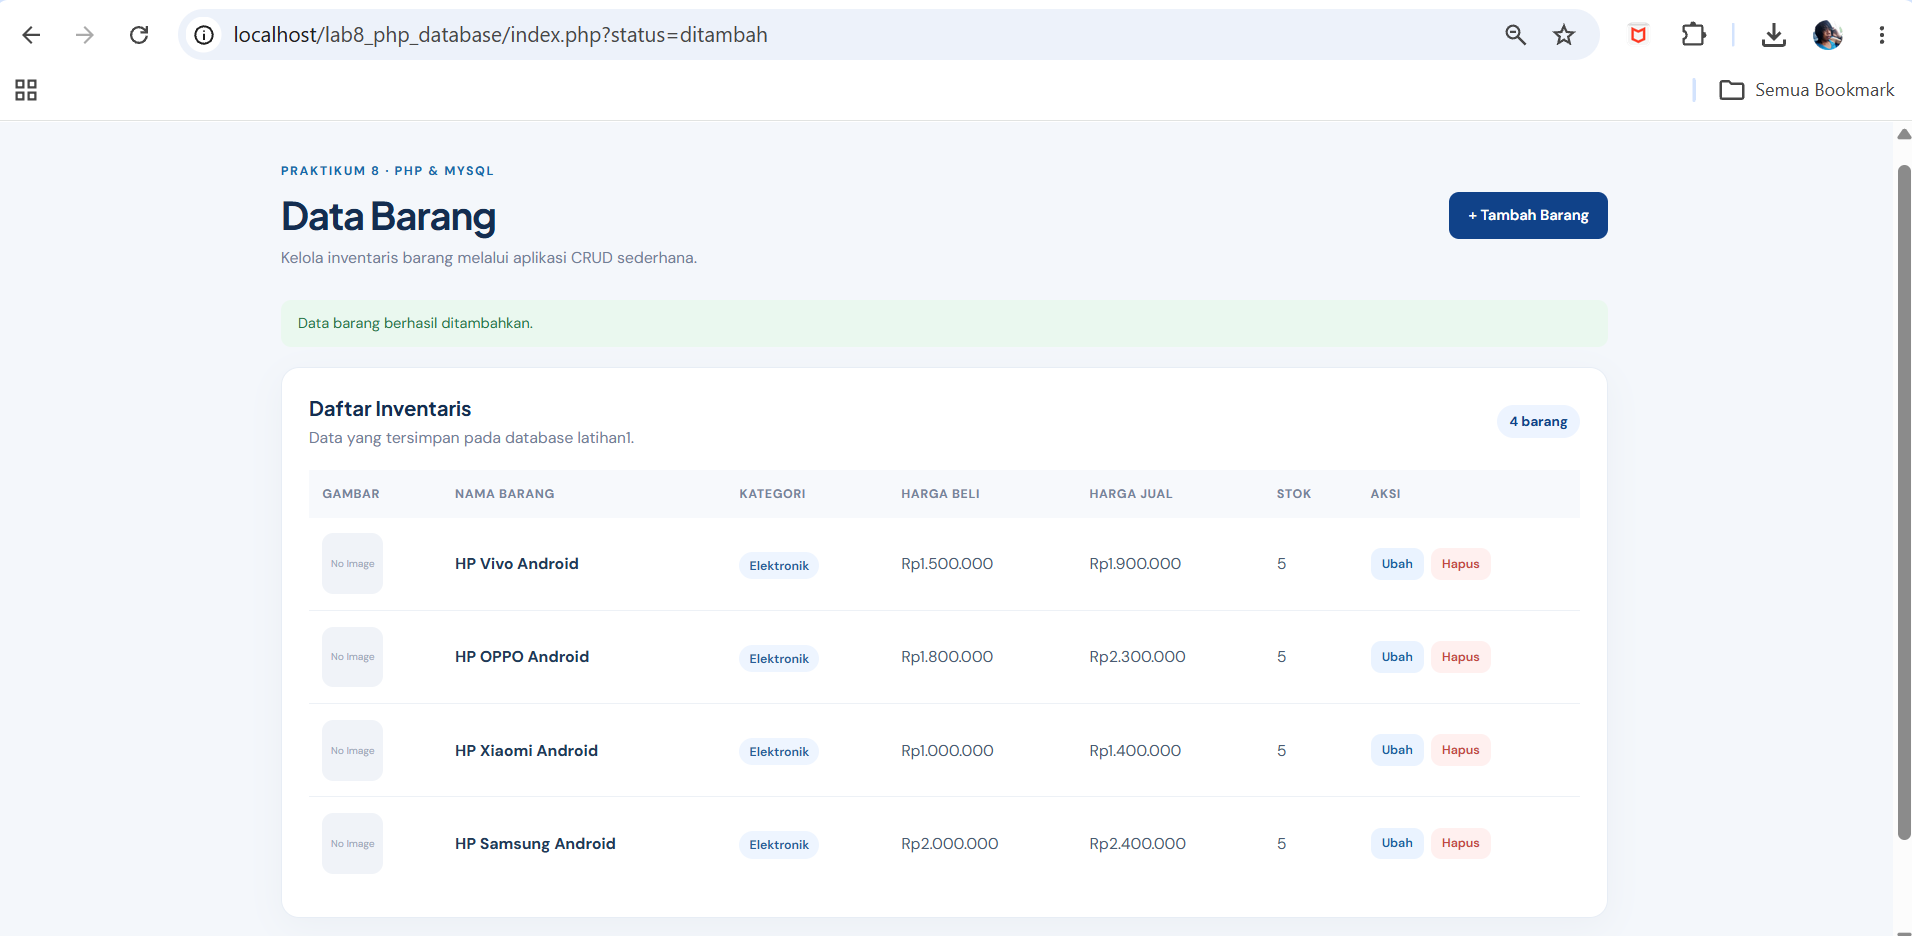 localhost/lab8_php_database/index.php?status=ditambah
Semua Bookmark
PRAKTIKUM 8 · PHP & MYSQL
Data Barang
+ Tambah Barang
Kelola inventaris barang melalui aplikasi CRUD sederhana.
Data barang berhasil ditambahkan.
Daftar Inventaris
4 barang
Data yang tersimpan pada database latihan1.
GAMBAR NAMA BARANG KATEGORI HARGA BELI HARGA JUAL STOK AKSI
No Image HP Vivo Android Elektronik Rp1.500.000 Rp1.900.000 5 Ubah Hapus
No Image HP OPPO Android Elektronik Rp1.800.000 Rp2.300.000 5 Ubah Hapus
No Image HP Xiaomi Android Elektronik Rp1.000.000 Rp1.400.000 5 Ubah Hapus
No Image HP Samsung Android Elektronik Rp2.000.000 Rp2.400.000 5 Ubah Hapus